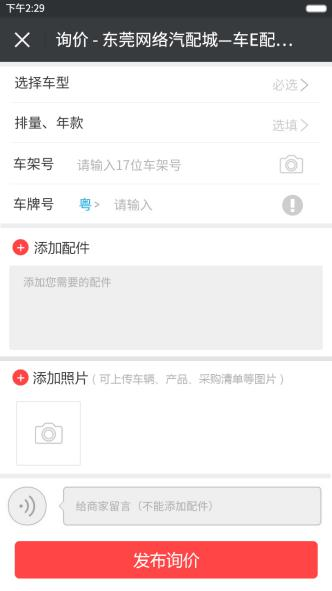 下午2:29
询价 - 东莞网络汽配城—车E配…
选择车型 必选
排量、年款 选填
车架号 请输入17位车架号
车牌号 粤> 请输入
添加配件
添加您需要的配件
添加照片 ( 可上传车辆、产品、采购清单等图片 )
给商家留言（不能添加配件）
发布询价